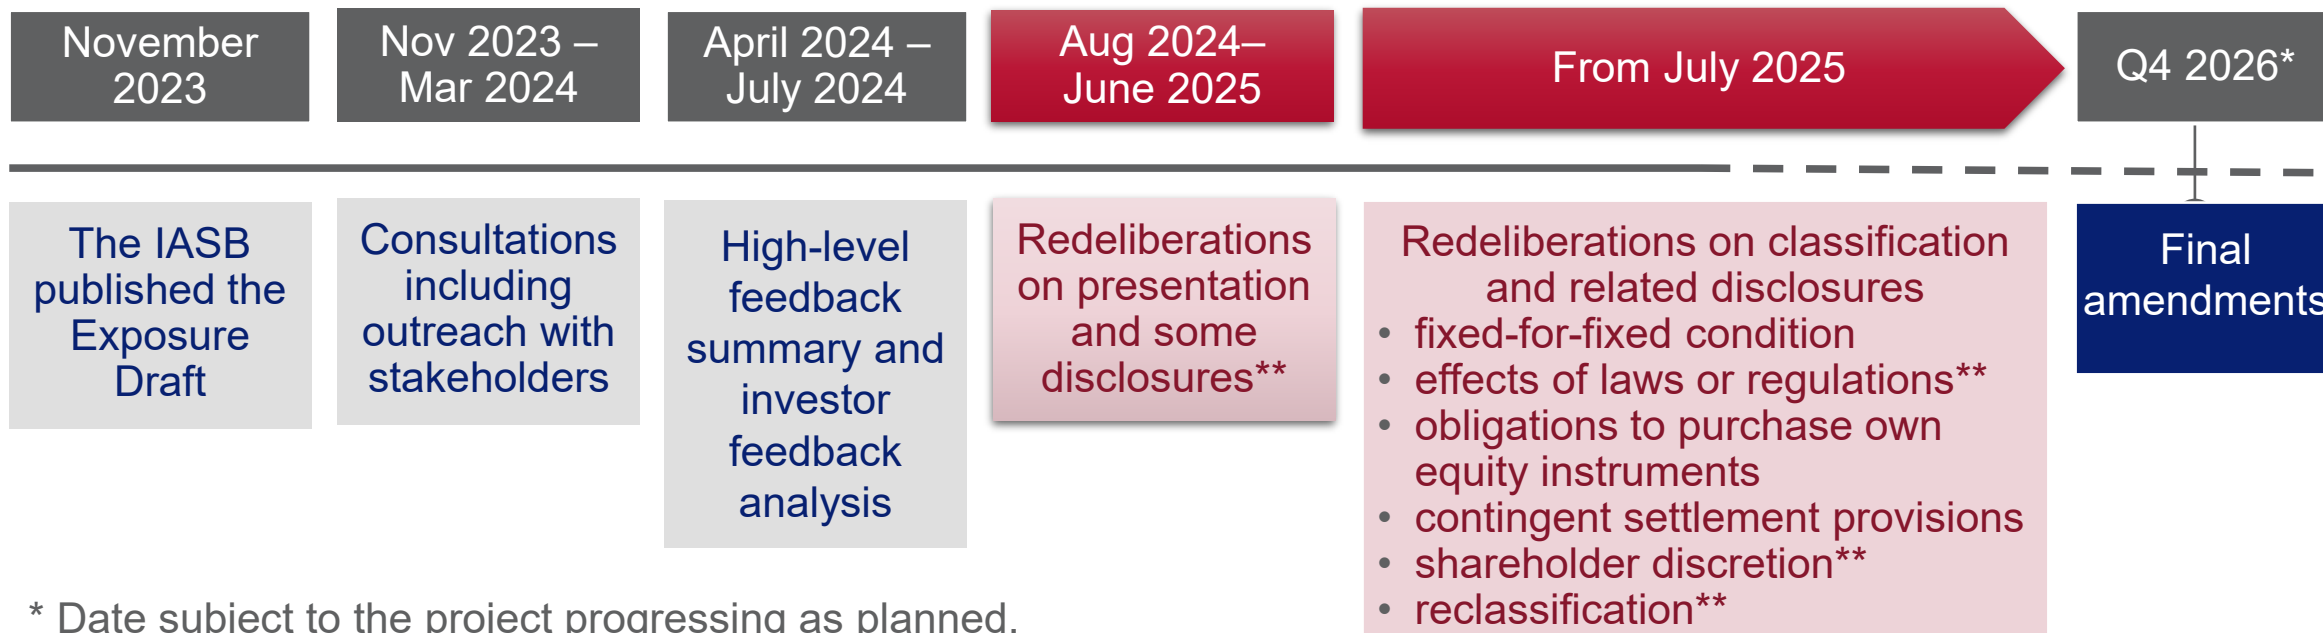 November
2023
Nov 2023 –
Mar 2024
April 2024 –
July 2024
Aug 2024–
June 2025
From July 2025
Q4 2026*
The IASB
published the
Exposure
Draft
Consultations
including
outreach with
stakeholders
High-level
feedback
summary and
investor
feedback
analysis
Redeliberations
on presentation
and some
disclosures**
Redeliberations on classification
and related disclosures
• fixed-for-fixed condition
• effects of laws or regulations**
• obligations to purchase own
equity instruments
• contingent settlement provisions
• shareholder discretion**
• reclassification**
Final
amendments
* Date subject to the project progressing as planned.